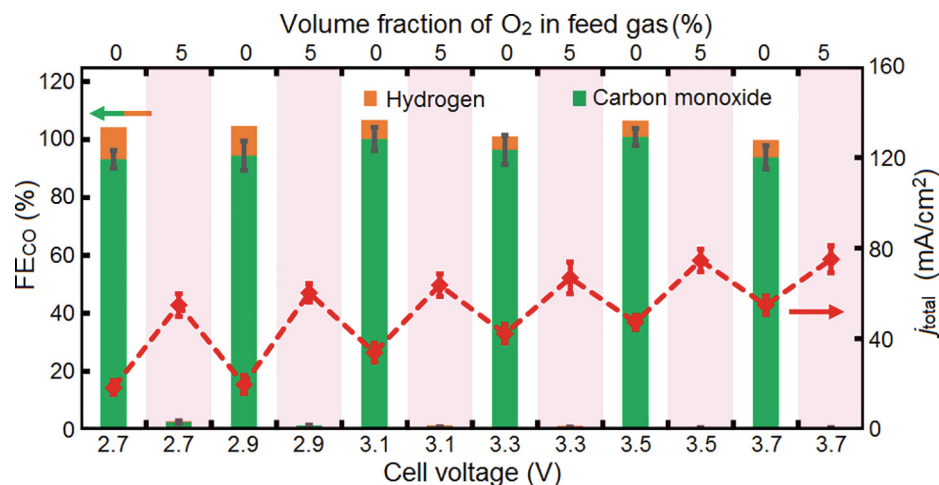 Volume fraction of O₂ in feed gas (%)
0 5 0 5 0 5 0 5 0 5 0 5
120 160
Hydrogen Carbon monoxide
100
120
80
60 80
40
40
20
0 0
FEco (%)
jtotal (mA/cm²)
2.7 2.7 2.9 2.9 3.1 3.1 3.3 3.3 3.5 3.5 3.7 3.7
Cell voltage (V)